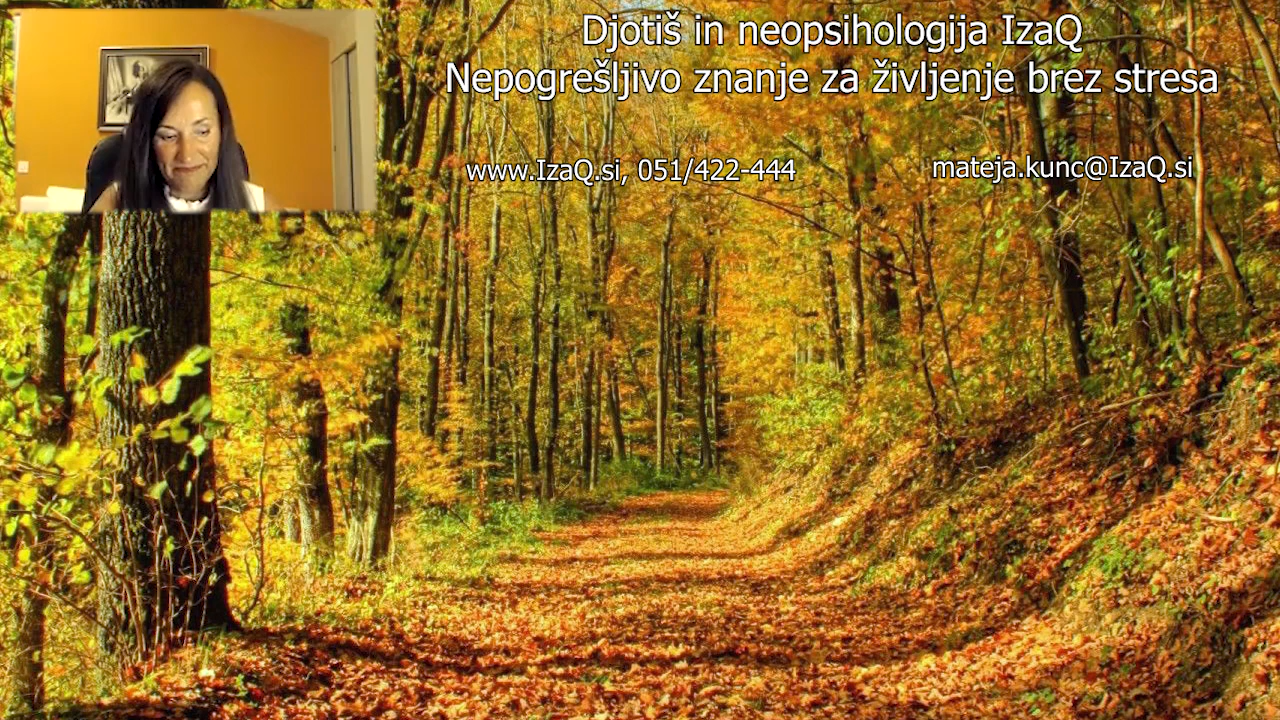 Djotiš in neopsihologija IzaQ
Nepogrešljivo znanje za življenje brez stresa
www.IzaQ.si, 051/422-444
mateja.kunc@IzaQ.si